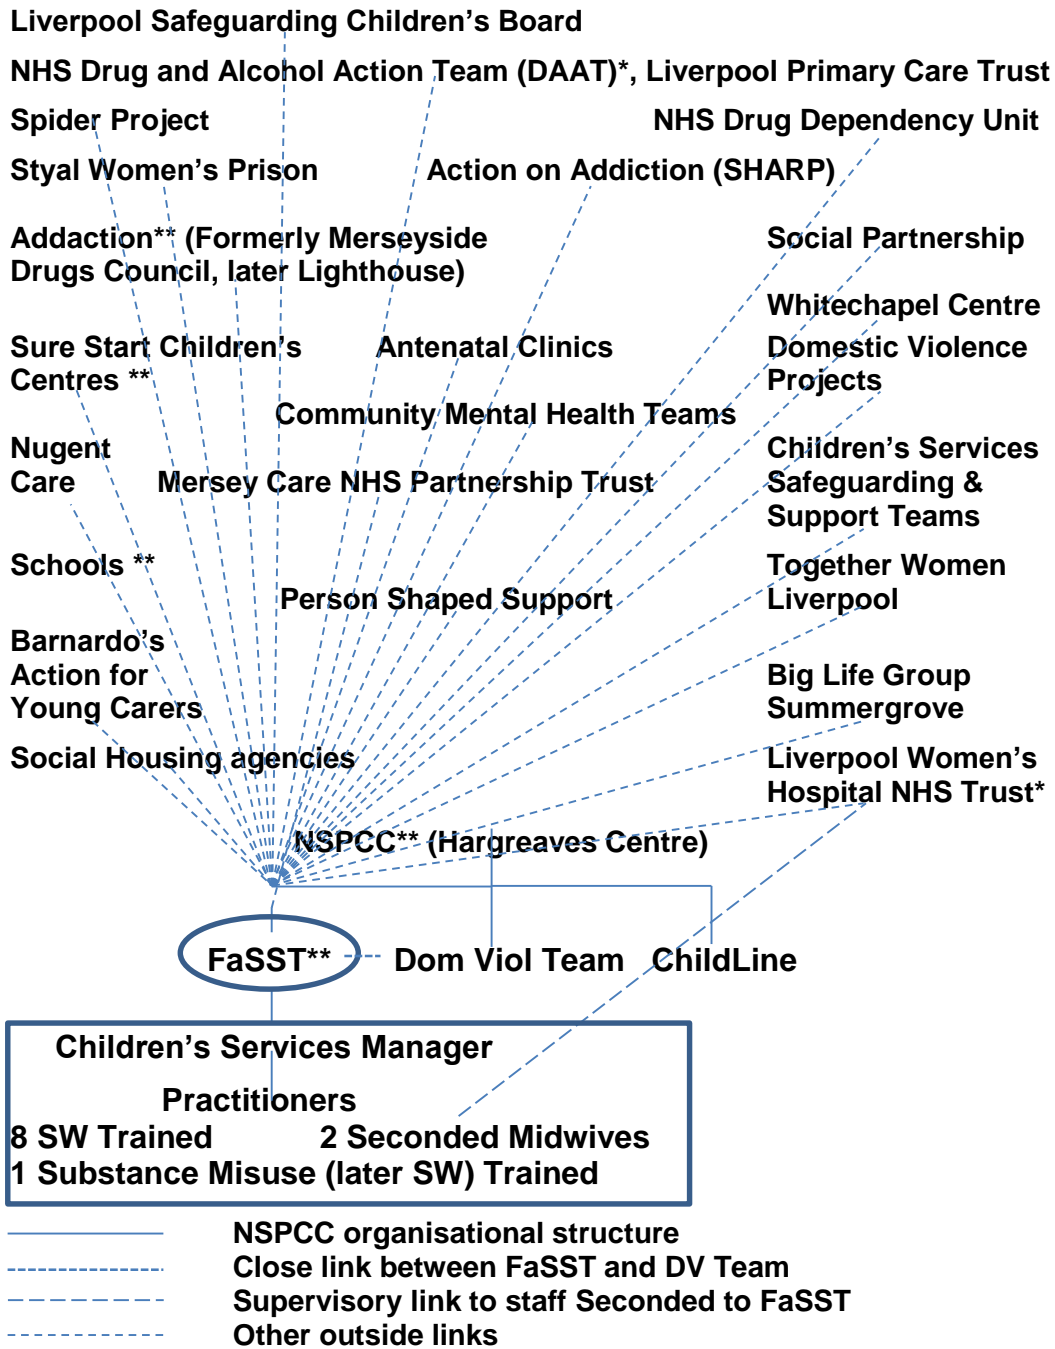 Liverpool Safeguarding Children’s Board
NHS Drug and Alcohol Action Team (DAAT)*, Liverpool Primary Care Trust
Spider Project
NHS Drug Dependency Unit
Styal Women’s Prison
Action on Addiction (SHARP)
Addaction** (Formerly Merseyside
Drugs Council, later Lighthouse)
Social Partnership
Whitechapel Centre
Sure Start Children’s
Centres **
Antenatal Clinics
Domestic Violence
Projects
Community Mental Health Teams
Nugent
Care
Mersey Care NHS Partnership Trust
Children’s Services
Safeguarding &
Support Teams
Schools **
Together Women
Liverpool
Person Shaped Support
Barnardo’s
Action for
Young Carers
Big Life Group
Summergrove
Social Housing agencies
Liverpool Women’s
Hospital NHS Trust*
NSPCC** (Hargreaves Centre)
FaSST**
Dom Viol Team
ChildLine
Children’s Services Manager
Practitioners
8 SW Trained
2 Seconded Midwives
1 Substance Misuse (later SW) Trained
NSPCC organisational structure
Close link between FaSST and DV Team
Supervisory link to staff Seconded to FaSST
Other outside links